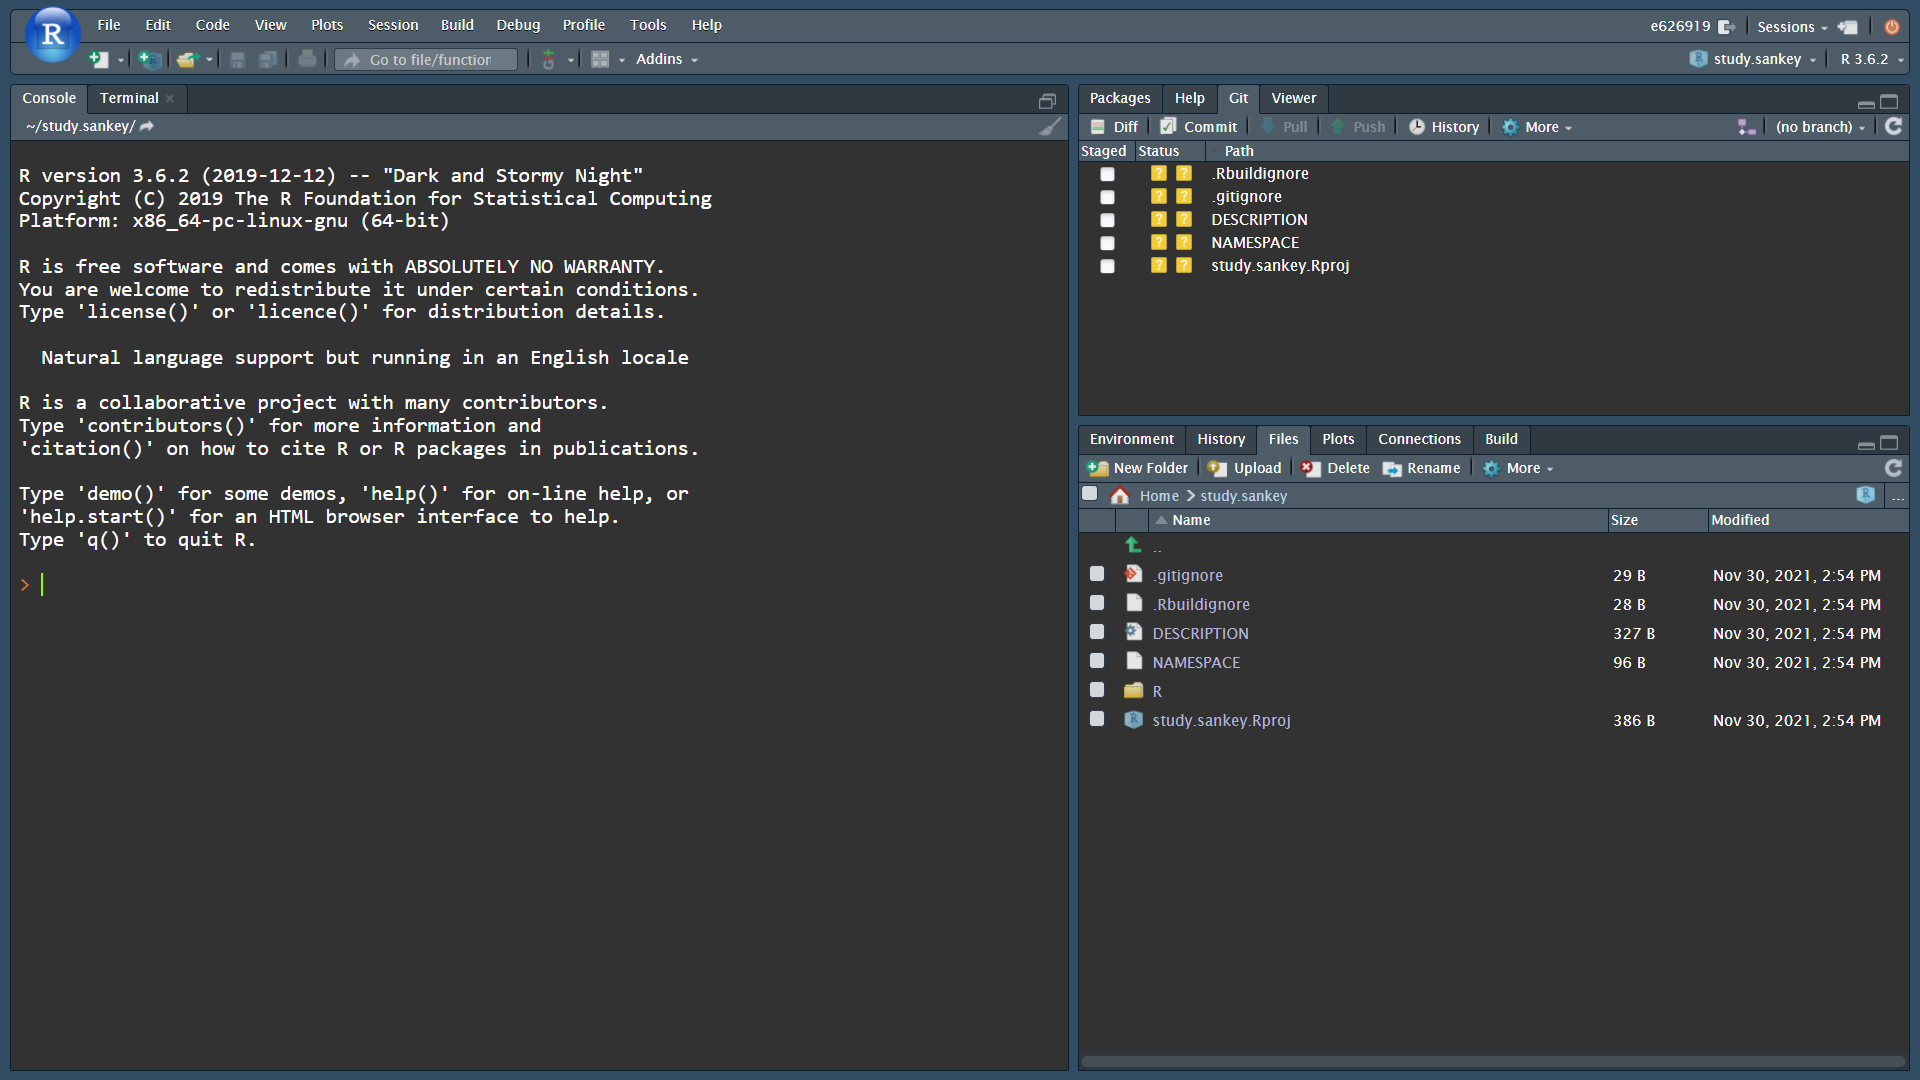 File Edit Code View Plots Session Build Debug Profile Tools Help
e626919 Sessions
Go to file/function Addins
study.sankey R 3.6.2
Console Terminal
~/study.sankey/
R version 3.6.2 (2019-12-12) -- "Dark and Stormy Night"
Copyright (C) 2019 The R Foundation for Statistical Computing
Platform: x86_64-pc-linux-gnu (64-bit)
R is free software and comes with ABSOLUTELY NO WARRANTY.
You are welcome to redistribute it under certain conditions.
Type 'license()' or 'licence()' for distribution details.
Natural language support but running in an English locale
R is a collaborative project with many contributors.
Type 'contributors()' for more information and
'citation()' on how to cite R or R packages in publications.
Type 'demo()' for some demos, 'help()' for on-line help, or
'help.start()' for an HTML browser interface to help.
Type 'q()' to quit R.
>
Packages Help Git Viewer
Diff Commit Pull Push History More (no branch)
Staged Status Path
? ? .Rbuildignore
? ? .gitignore
? ? DESCRIPTION
? ? NAMESPACE
? ? study.sankey.Rproj
Environment History Files Plots Connections Build
New Folder Upload Delete Rename More
Home > study.sankey ...
Name Size Modified
..
.gitignore 29 B Nov 30, 2021, 2:54 PM
.Rbuildignore 28 B Nov 30, 2021, 2:54 PM
DESCRIPTION 327 B Nov 30, 2021, 2:54 PM
NAMESPACE 96 B Nov 30, 2021, 2:54 PM
R
study.sankey.Rproj 386 B Nov 30, 2021, 2:54 PM